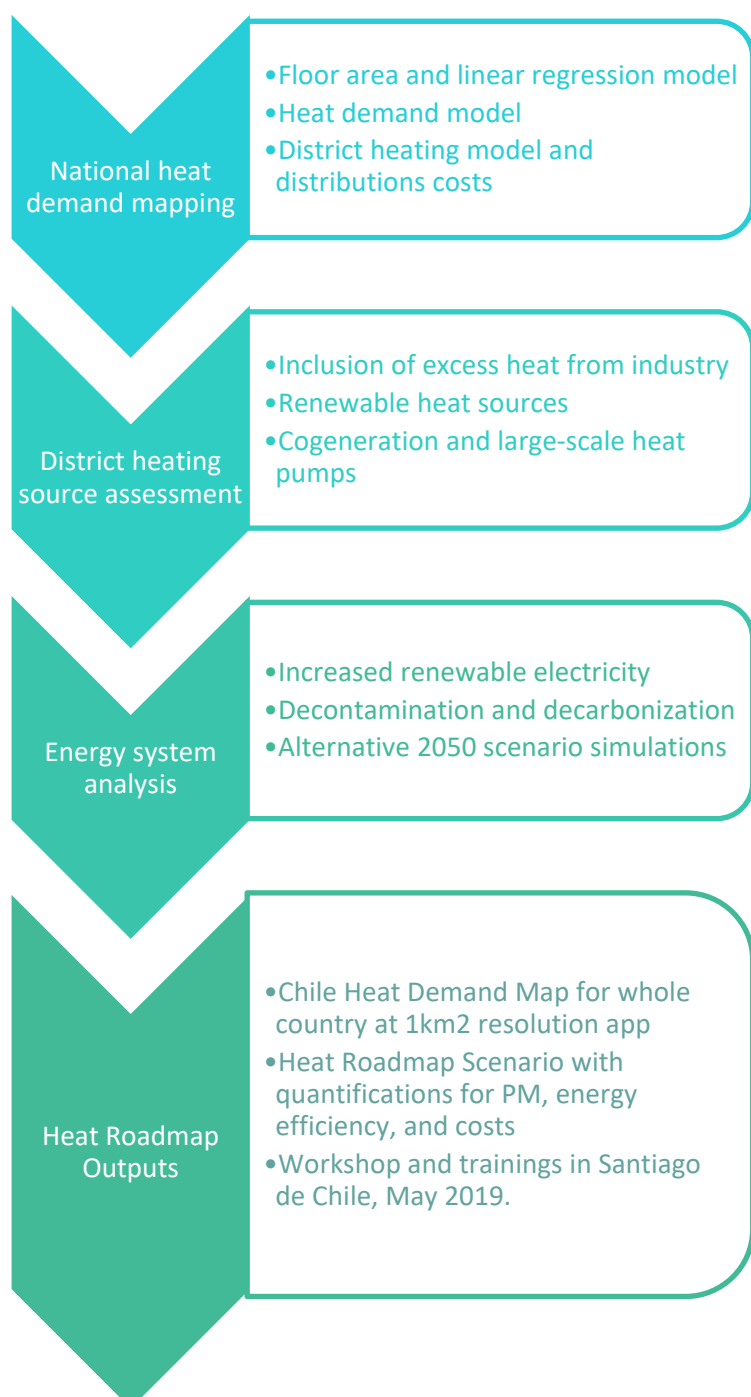 National heat
demand mapping
•Floor area and linear regression model
•Heat demand model
•District heating model and
distributions costs
District heating
source assessment
•Inclusion of excess heat from industry
•Renewable heat sources
•Cogeneration and large-scale heat
pumps
Energy system
analysis
•Increased renewable electricity
•Decontamination and decarbonization
•Alternative 2050 scenario simulations
Heat Roadmap
Outputs
•Chile Heat Demand Map for whole
country at 1km2 resolution app
•Heat Roadmap Scenario with
quantifications for PM, energy
efficiency, and costs
•Workshop and trainings in Santiago
de Chile, May 2019.